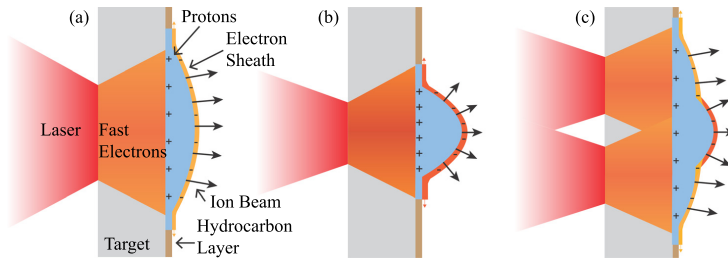 (a)
Protons
Electron
Sheath
Laser
Fast
Electrons
Ion Beam
Hydrocarbon
Layer
Target
(b)
(c)